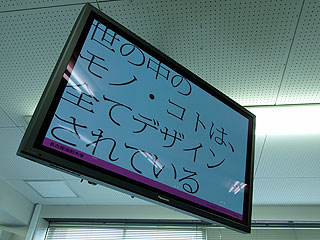 世の中の
モノ・コトは、
全てデザイン
されている
Panasonic